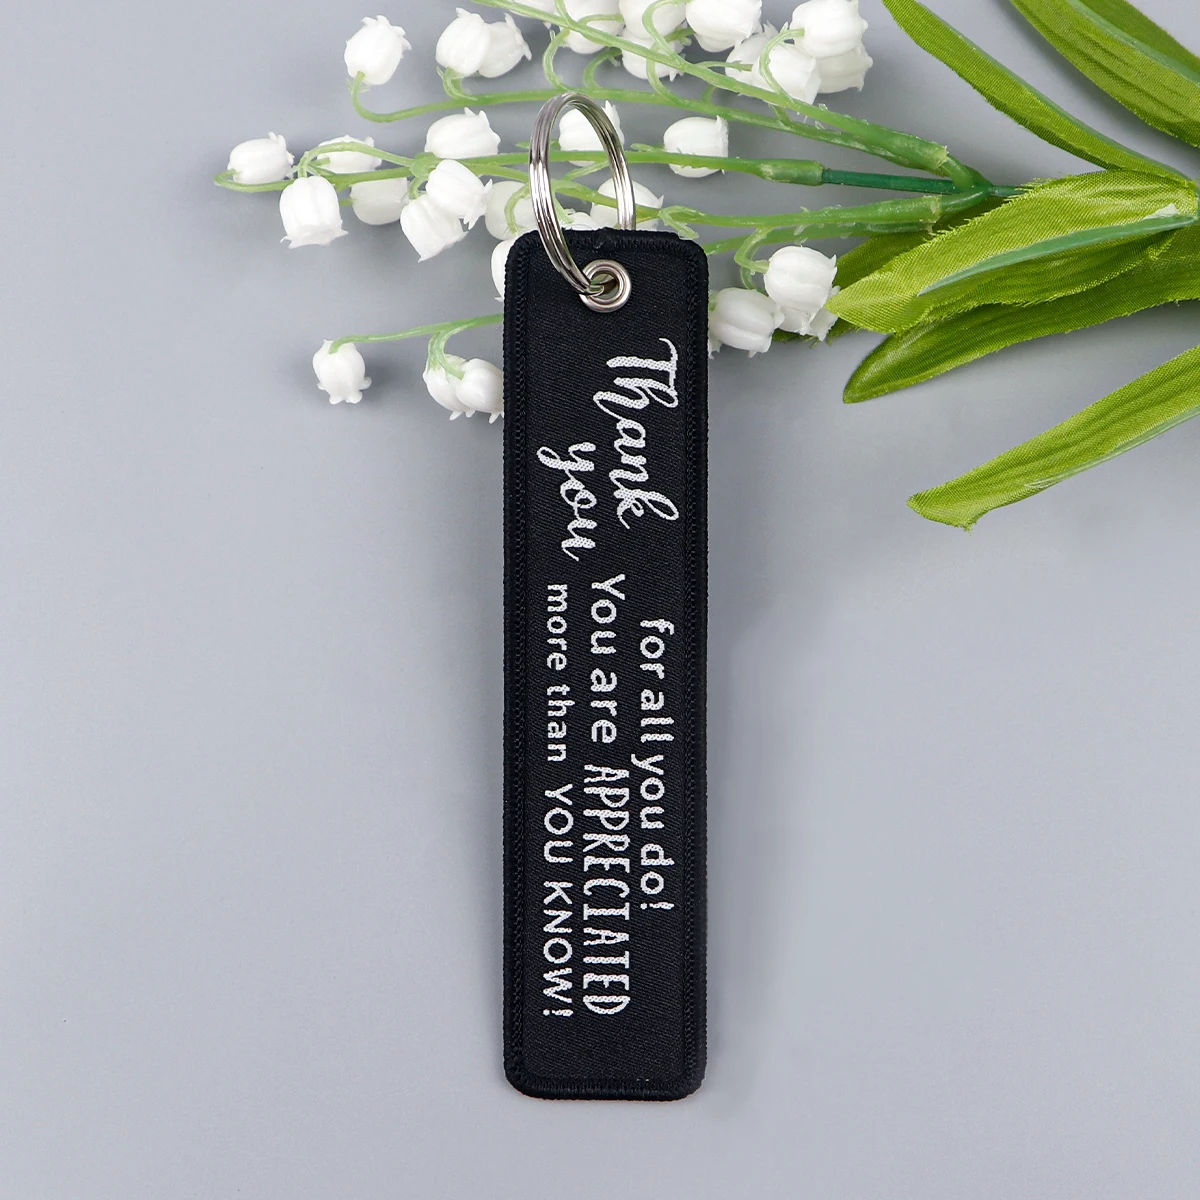 Thank
you
for all you do!
You are APPRECIATED
more than YOU KNOW!